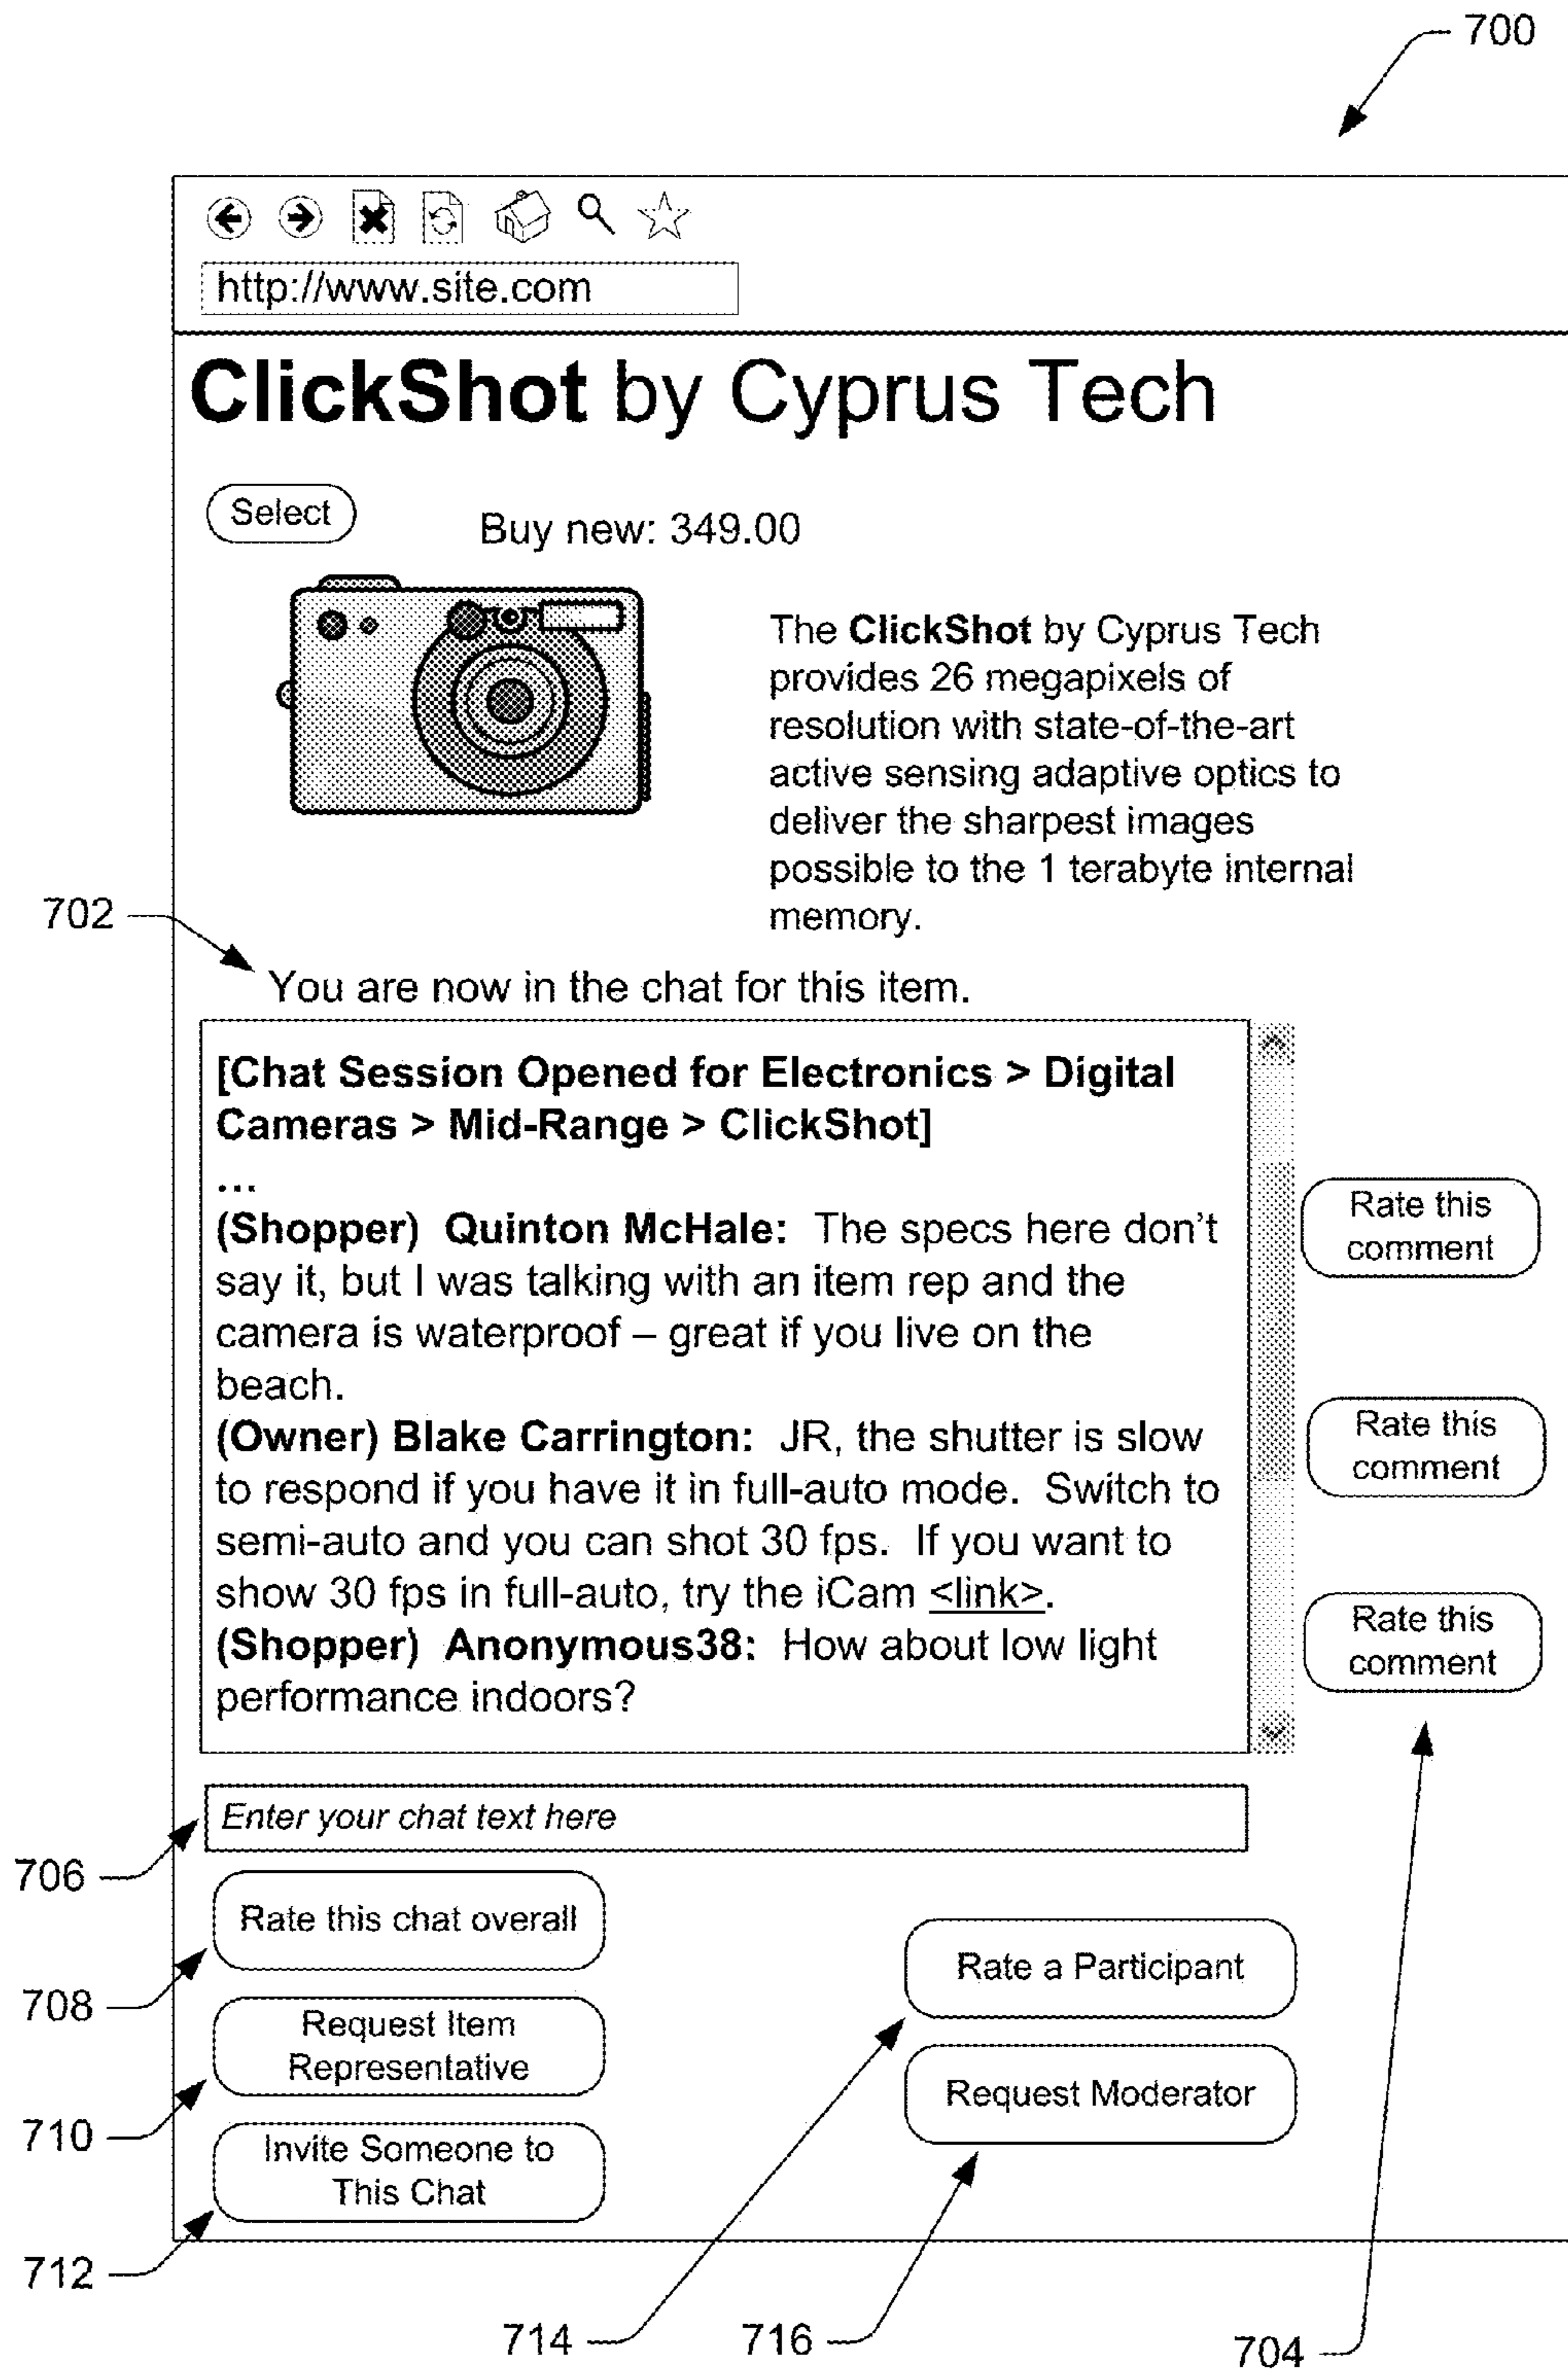 700
http://www.site.com
ClickShot by Cyprus Tech
Select
Buy new: 349.00
The ClickShot by Cyprus Tech
provides 26 megapixels of
resolution with state-of-the-art
active sensing adaptive optics to
deliver the sharpest images
possible to the 1 terabyte internal
memory.
702
You are now in the chat for this item.
[Chat Session Opened for Electronics > Digital
Cameras > Mid-Range > ClickShot]
...
(Shopper)  Quinton McHale:  The specs here don't
say it, but I was talking with an item rep and the
camera is waterproof – great if you live on the
beach.
(Owner) Blake Carrington:  JR, the shutter is slow
to respond if you have it in full-auto mode.  Switch to
semi-auto and you can shot 30 fps.  If you want to
show 30 fps in full-auto, try the iCam <link>.
(Shopper)  Anonymous38:  How about low light
performance indoors?
Rate this
comment
Rate this
comment
Rate this
comment
Enter your chat text here
706
Rate this chat overall
708
Request Item
Representative
710
Invite Someone to
This Chat
712
Rate a Participant
Request Moderator
714
716
704